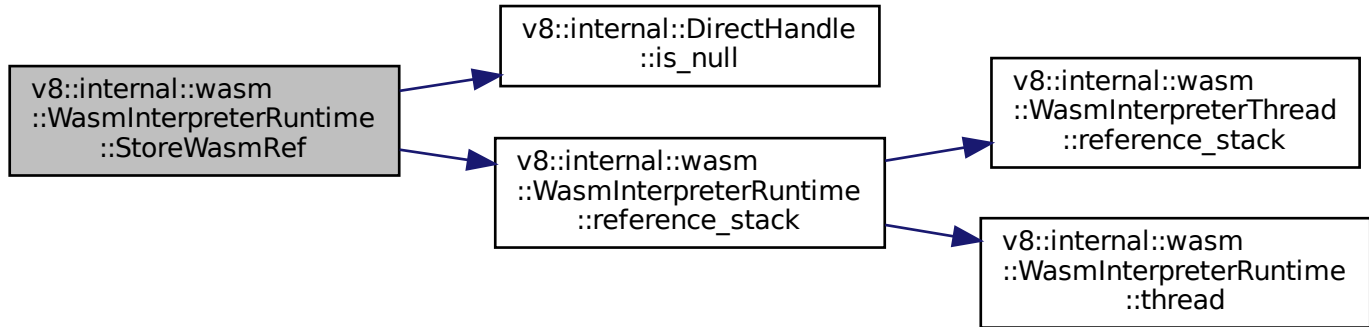 v8::internal::wasm
::WasmInterpreterRuntime
::StoreWasmRef
v8::internal::DirectHandle
::is_null
v8::internal::wasm
::WasmInterpreterRuntime
::reference_stack
v8::internal::wasm
::WasmInterpreterThread
::reference_stack
v8::internal::wasm
::WasmInterpreterRuntime
::thread